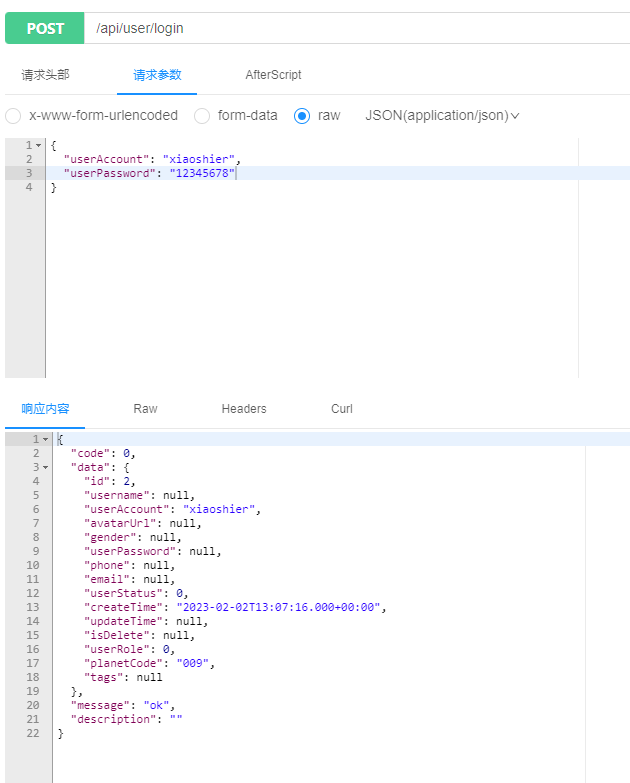 POST /api/user/login
请求头部 请求参数 AfterScript
x-www-form-urlencoded form-data raw JSON(application/json)
1 {
2 "userAccount": "xiaoshier",
3 "userPassword": "12345678"
4 }
响应内容 Raw Headers Curl
1 {
2 "code": 0,
3 "data": {
4 "id": 2,
5 "username": null,
6 "userAccount": "xiaoshier",
7 "avatarUrl": null,
8 "gender": null,
9 "userPassword": null,
10 "phone": null,
11 "email": null,
12 "userStatus": 0,
13 "createTime": "2023-02-02T13:07:16.000+00:00",
14 "updateTime": null,
15 "isDelete": null,
16 "userRole": 0,
17 "planetCode": "009",
18 "tags": null
19 },
20 "message": "ok",
21 "description": ""
22 }